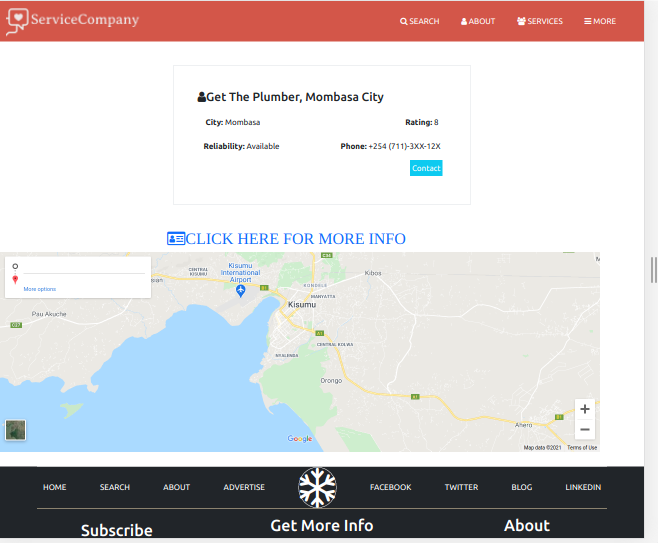 ServiceCompany
SEARCH ABOUT SERVICES MORE
Get The Plumber, Mombasa City
City: Mombasa Rating: 8
Reliability: Available Phone: +254 (711)-3XX-12X
Contact
CLICK HERE FOR MORE INFO
More options
Kisumu
International
Airport
CENTRAL
KISUMU
sian
Kibos
KONDELE
MANYATTA
Kisumu
Pau Akuche
CENTRAL KOLWA
NYALENDA
Drongo
Ahero
Google
Map data ©2021 Terms of Use
HOME SEARCH ABOUT ADVERTISE FACEBOOK TWITTER BLOG LINKEDIN
Subscribe Get More Info About